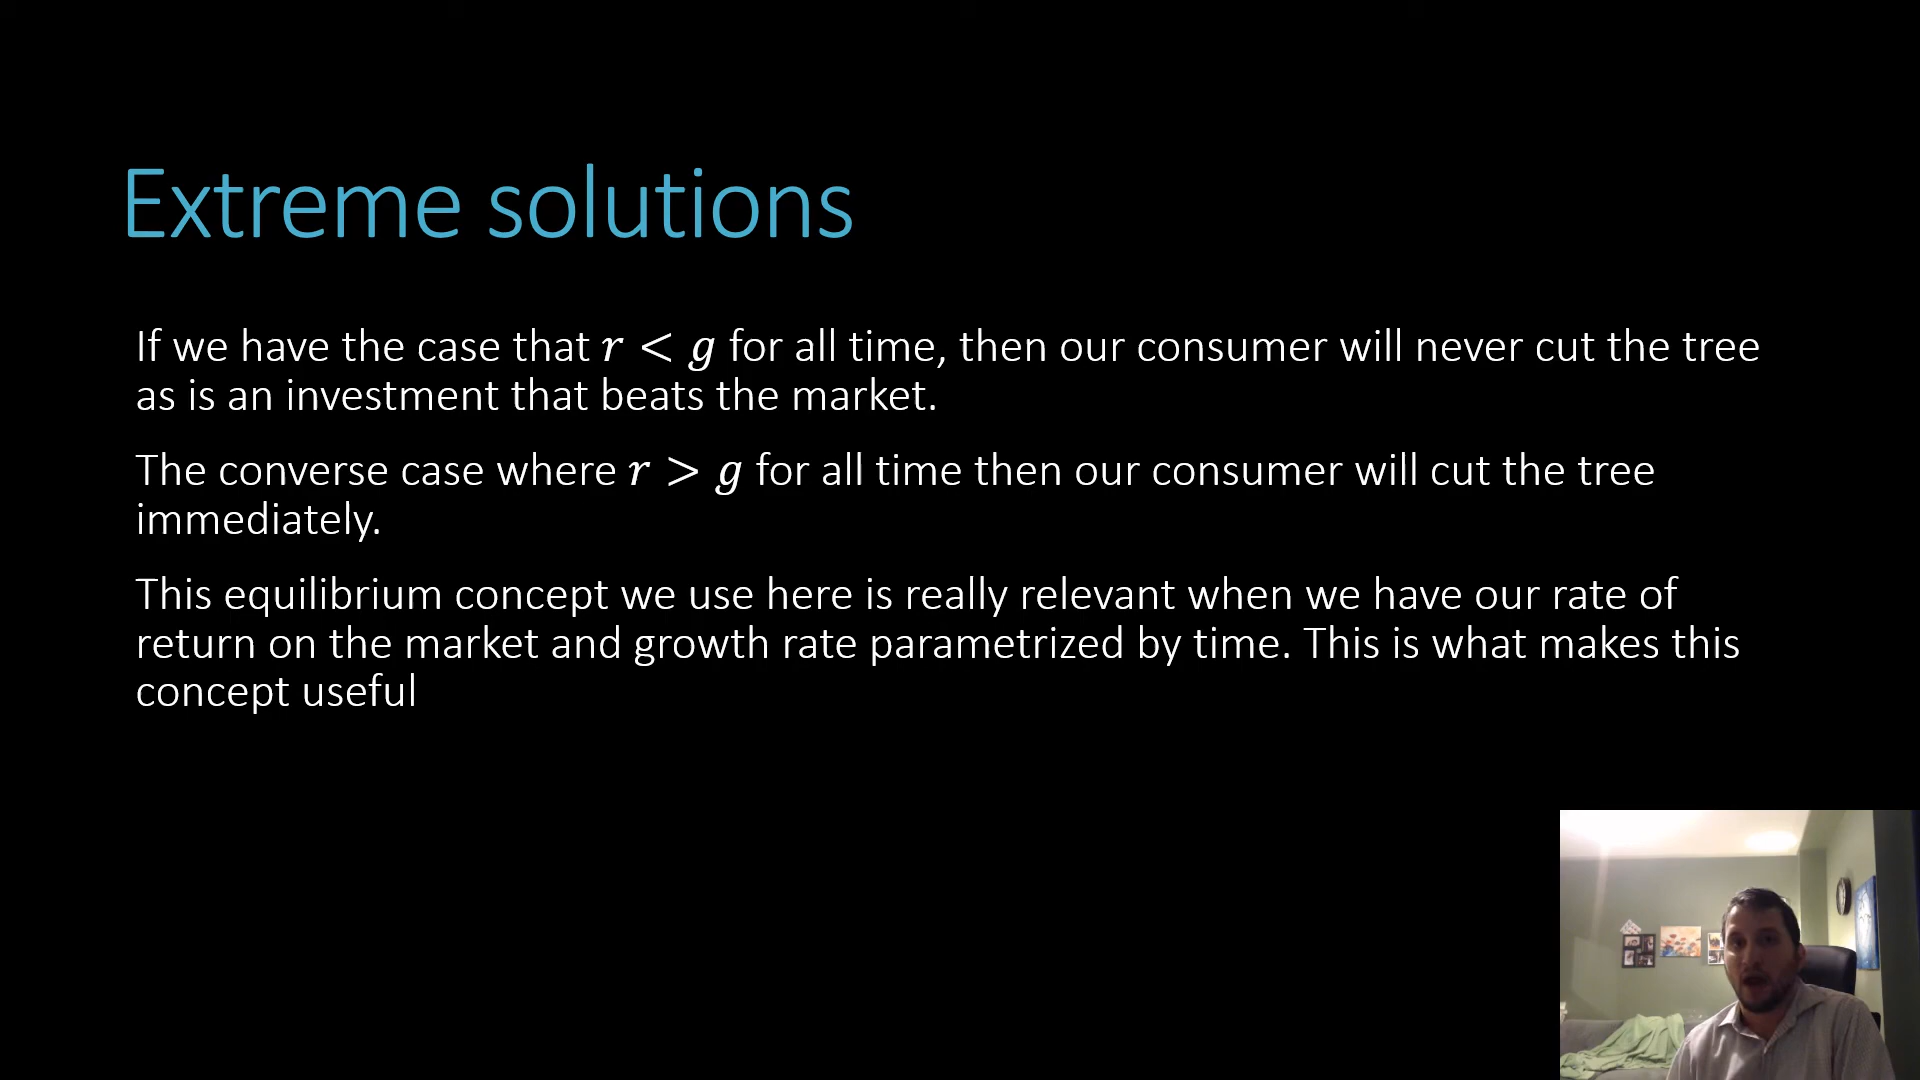 Extreme solutions
If we have the case that r < g for all time, then our consumer will never cut the tree
as is an investment that beats the market.
The converse case where r > g for all time then our consumer will cut the tree
immediately.
This equilibrium concept we use here is really relevant when we have our rate of
return on the market and growth rate parametrized by time. This is what makes this
concept useful